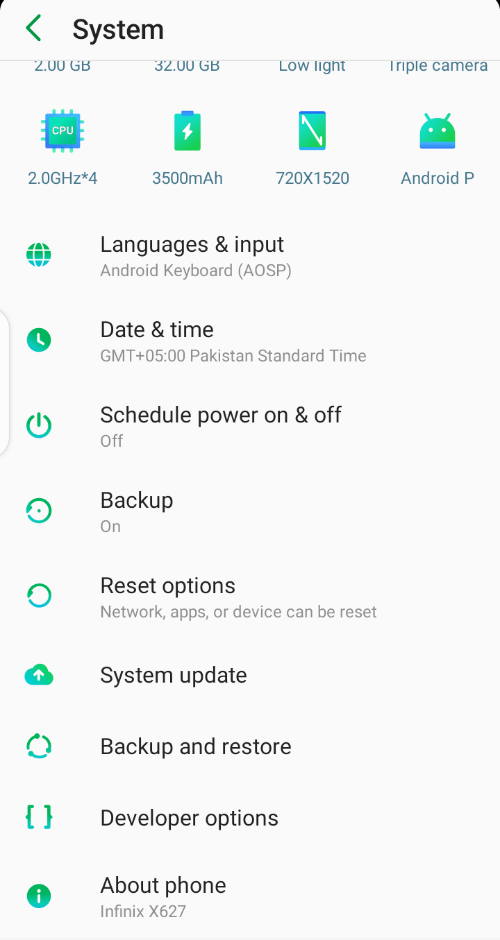 System
2.00 GB 32.00 GB Low light Triple camera
CPU
2.0GHz*4 3500mAh 720X1520 Android P
Languages & input
Android Keyboard (AOSP)
Date & time
GMT+05:00 Pakistan Standard Time
Schedule power on & off
Off
Backup
On
Reset options
Network, apps, or device can be reset
System update
Backup and restore
Developer options
About phone
Infinix X627